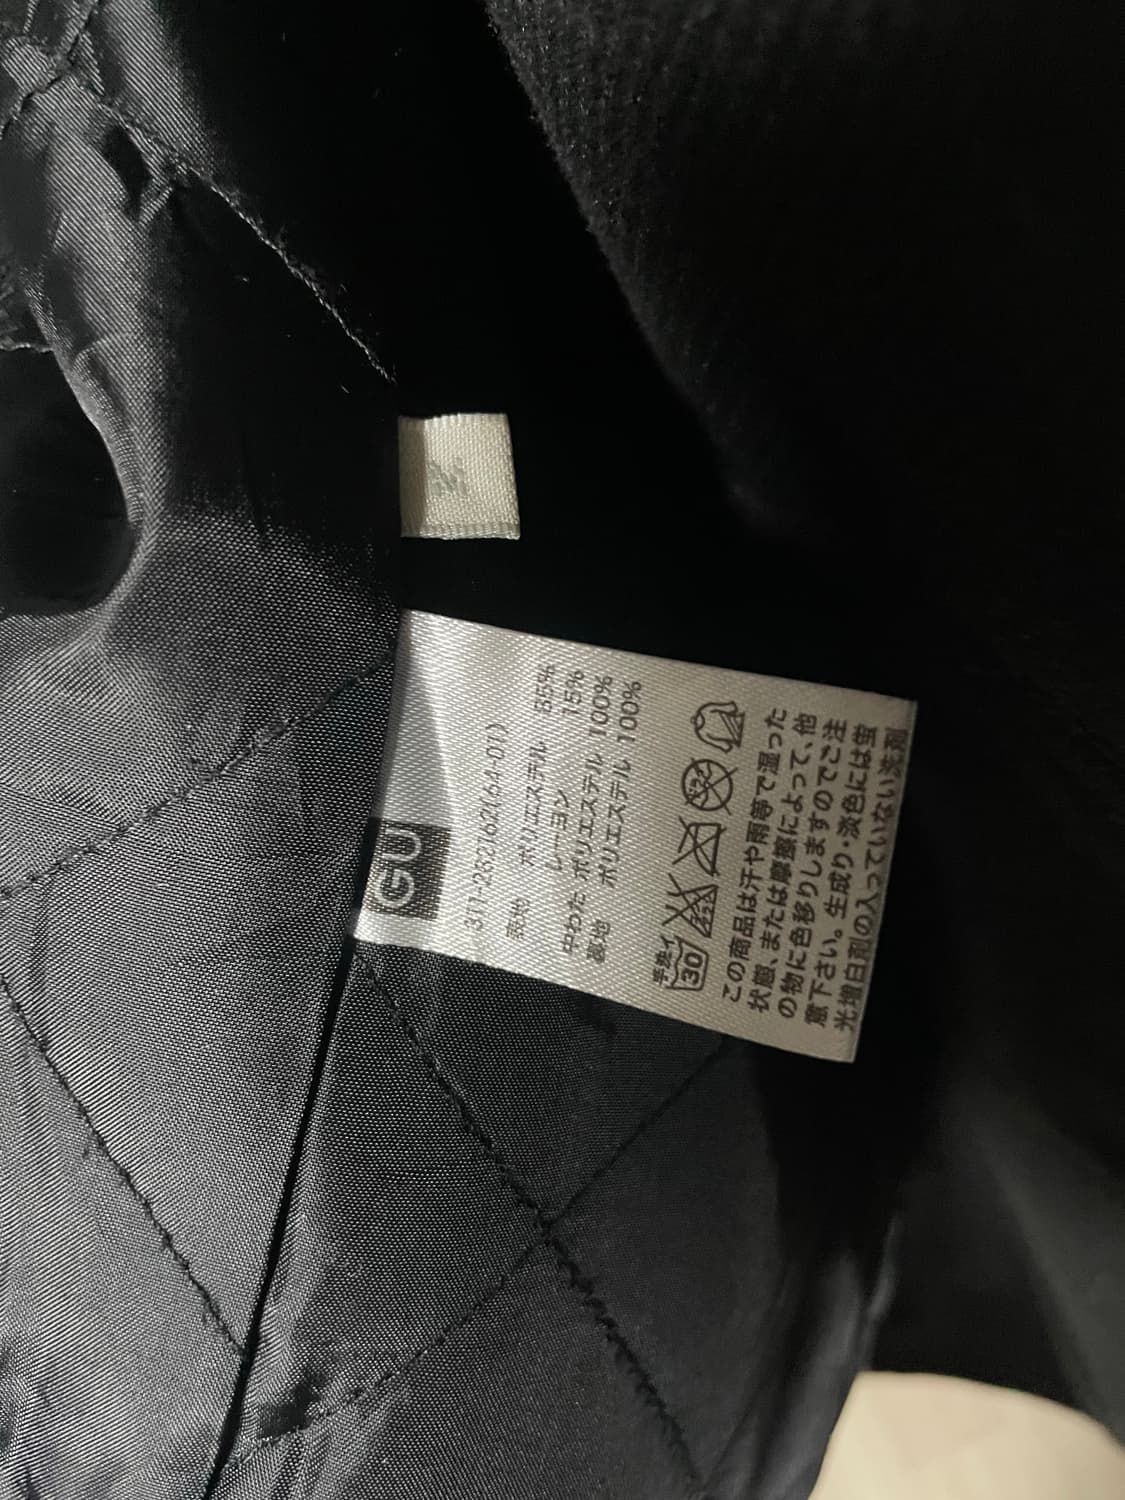 M
GU
表地 ポリエステル 85%
レーヨン 15%
中わた ポリエステル 100%
裏地 ポリエステル 100%
手洗イ
30
この商品は汗や雨等で湿った
状態、または摩擦によって、他
の物に色移りしますのでご注
意下さい。生成り・淡色には蛍
光増白剤の入っていない洗剤